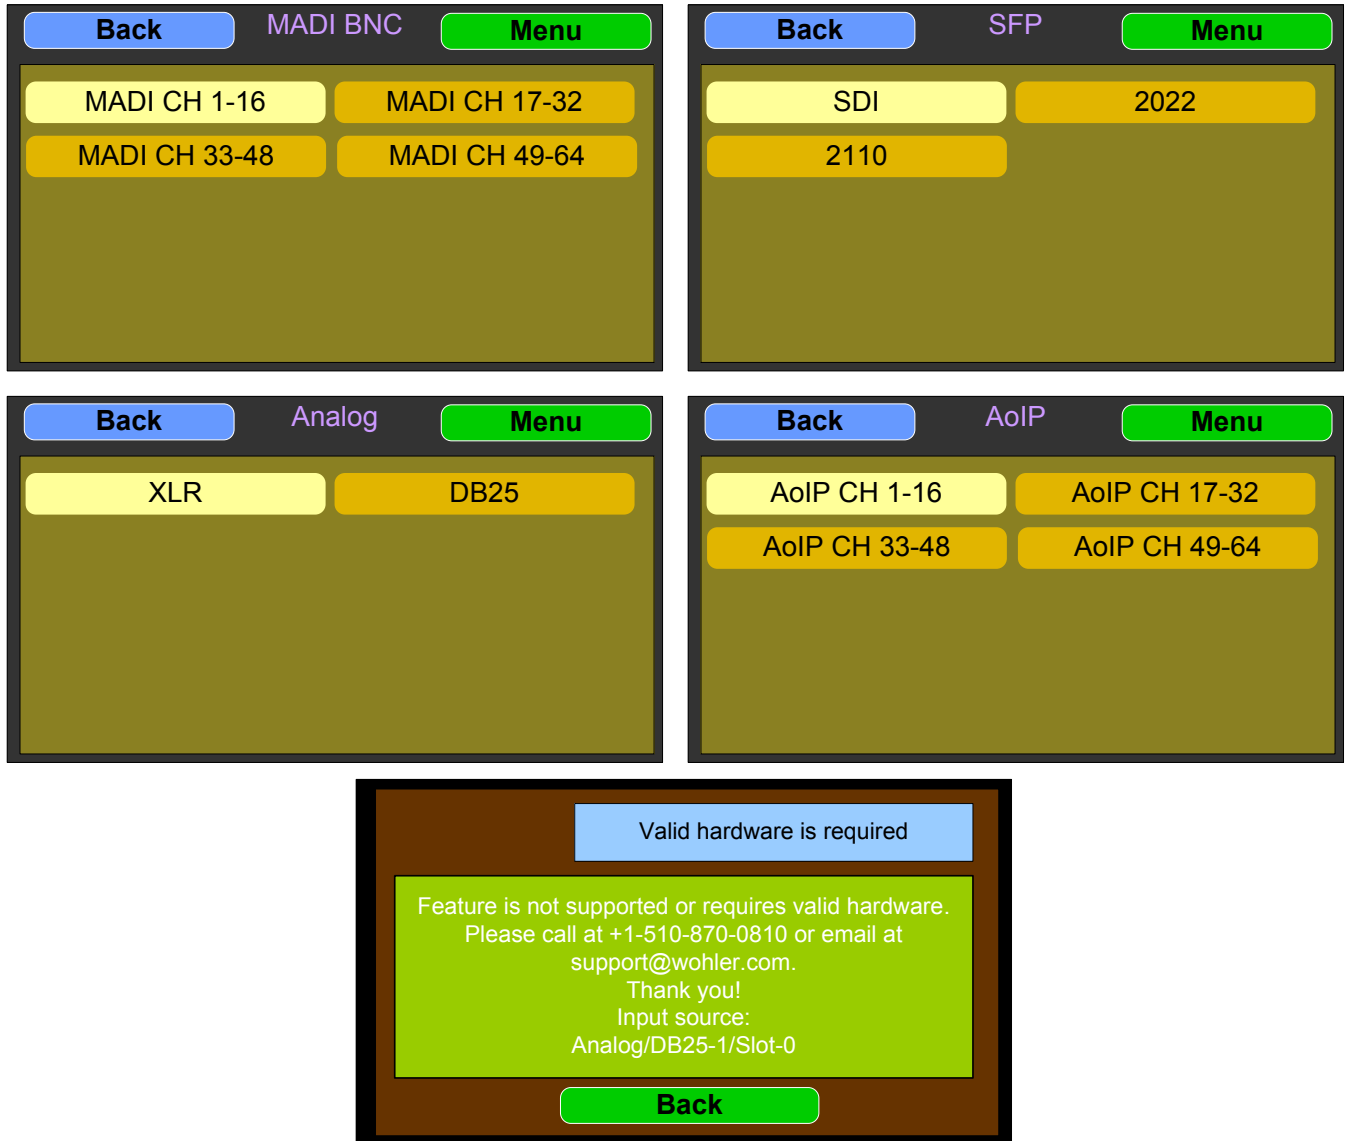 Back MADI BNC Menu
MADI CH 1-16 MADI CH 17-32
MADI CH 33-48 MADI CH 49-64
Back SFP Menu
SDI 2022
2110
Back Analog Menu
XLR DB25
Back AoIP Menu
AoIP CH 1-16 AoIP CH 17-32
AoIP CH 33-48 AoIP CH 49-64
Valid hardware is required
Feature is not supported or requires valid hardware.
Please call at +1-510-870-0810 or email at
support@wohler.com.
Thank you!
Input source:
Analog/DB25-1/Slot-0
Back